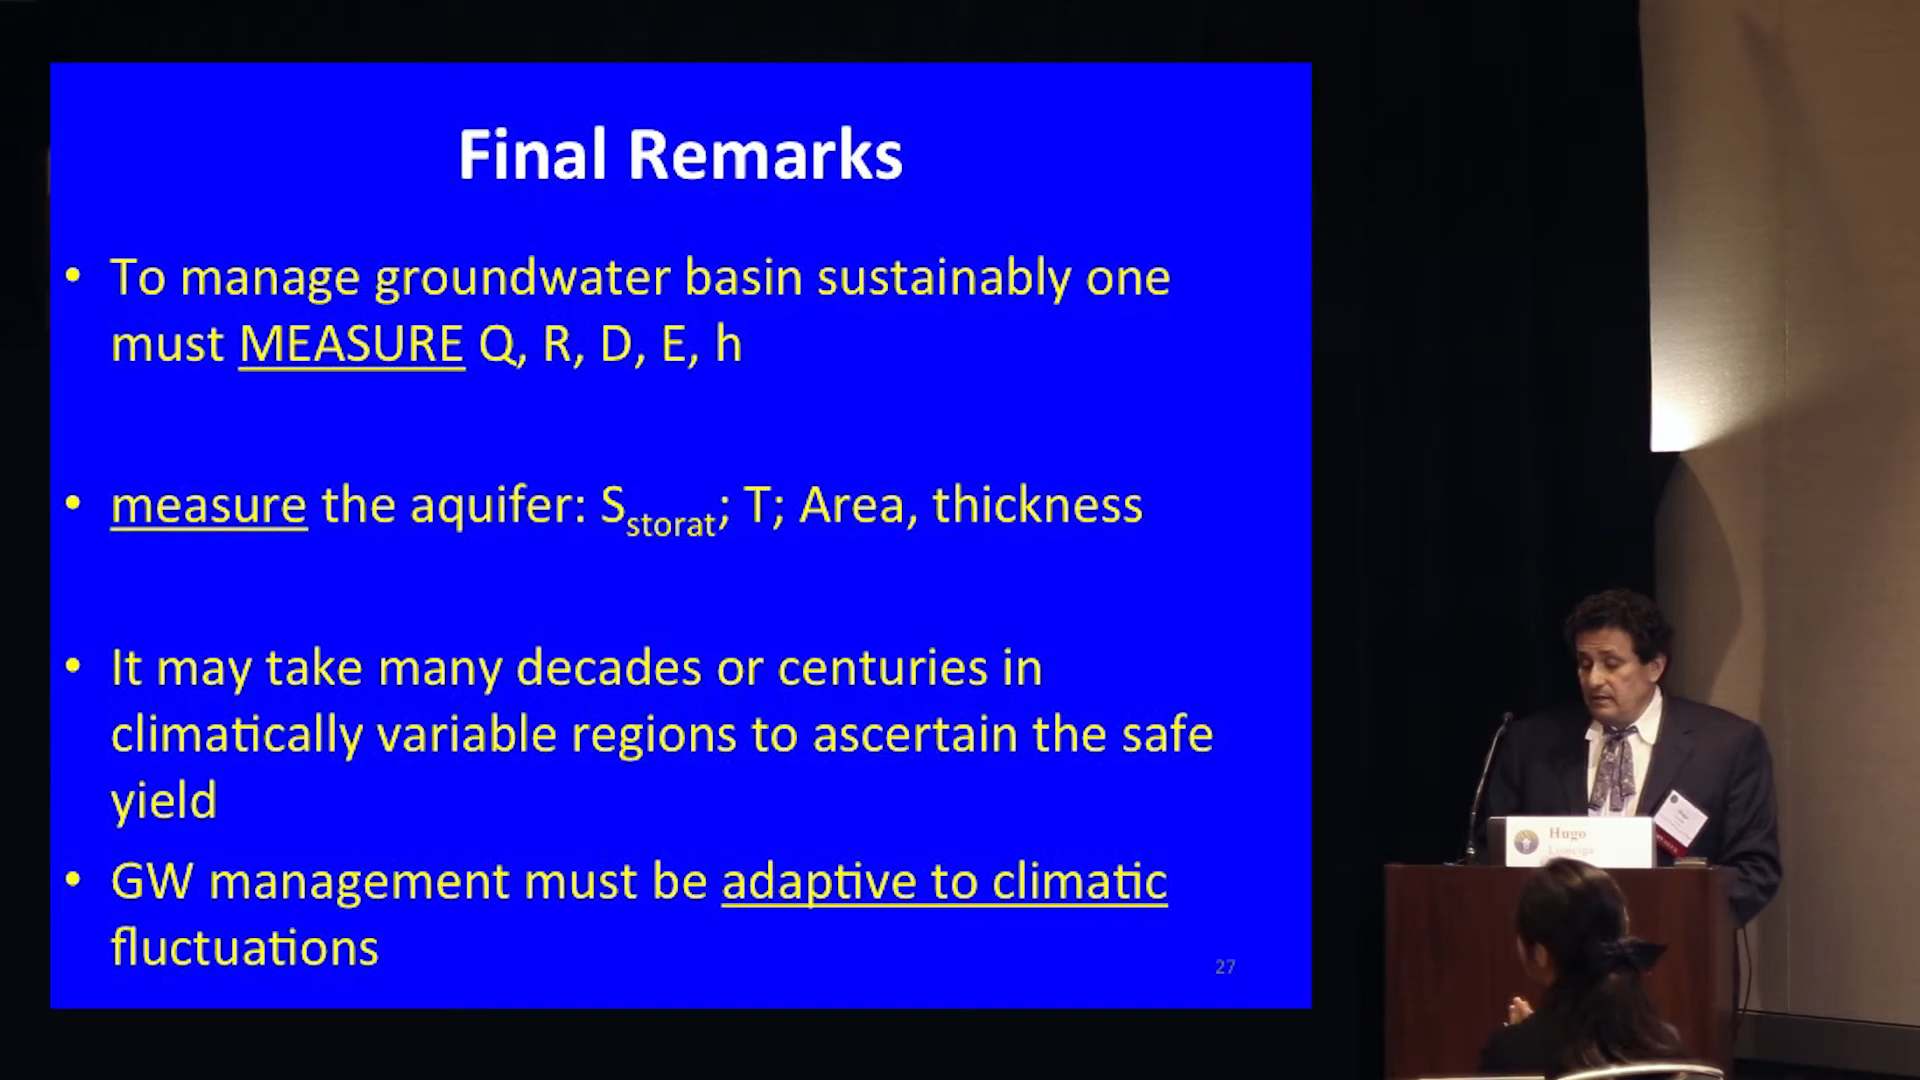 Final Remarks
• To manage groundwater basin sustainably one
must MEASURE Q, R, D, E, h
• measure the aquifer: Sstorat; T; Area, thickness
• It may take many decades or centuries in
climatically variable regions to ascertain the safe
yield
• GW management must be adaptive to climatic
fluctuations
27
Hugo
Loáiciga